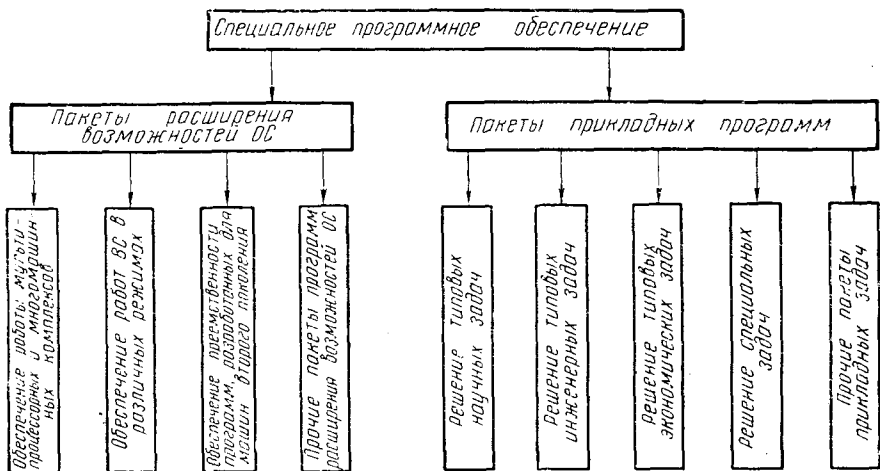 Специальное программное обеспечение
Пакеты расширения
возможностей ОС
Пакеты прикладных программ
Обеспечение работы мульти-
процессорных и многомашин-
ных комплексов
Обеспечение работ ВС в
различных режимах
Обеспечение преемственности
программ, разработанных для
машин второго поколения
Прочие пакеты программ
расширения возможностей ОС
Решение типовых
научных задач
Решение типовых
инженерных задач
Решение типовых
экономических задач
Решение специальных
задач
Прочие пакеты
прикладных задач